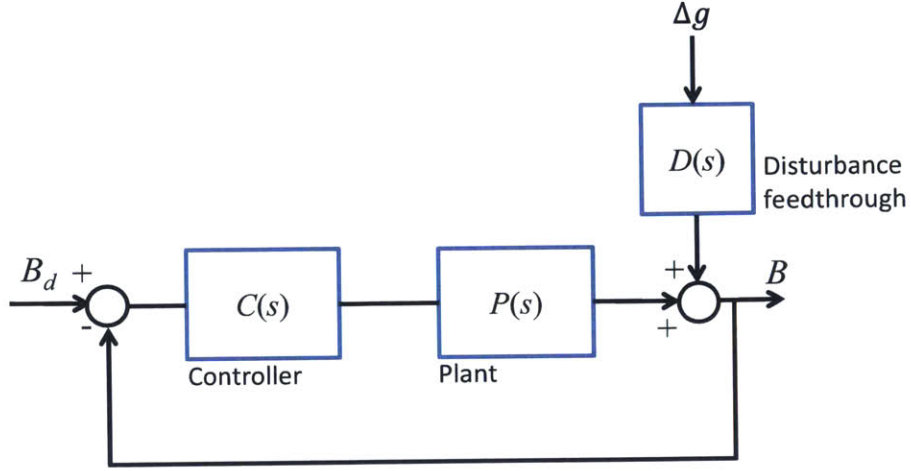 Δg
D(s)
Disturbance
feedthrough
B_d +
+
B
C(s)
P(s)
-
+
Controller
Plant